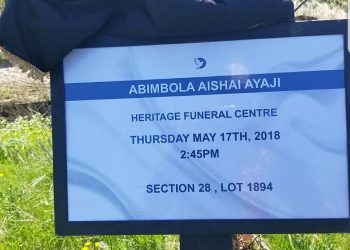 ABIMBOLA AISHAI AYAJI
HERITAGE FUNERAL CENTRE
THURSDAY MAY 17TH, 2018
2:45PM
SECTION 28 , LOT 1894